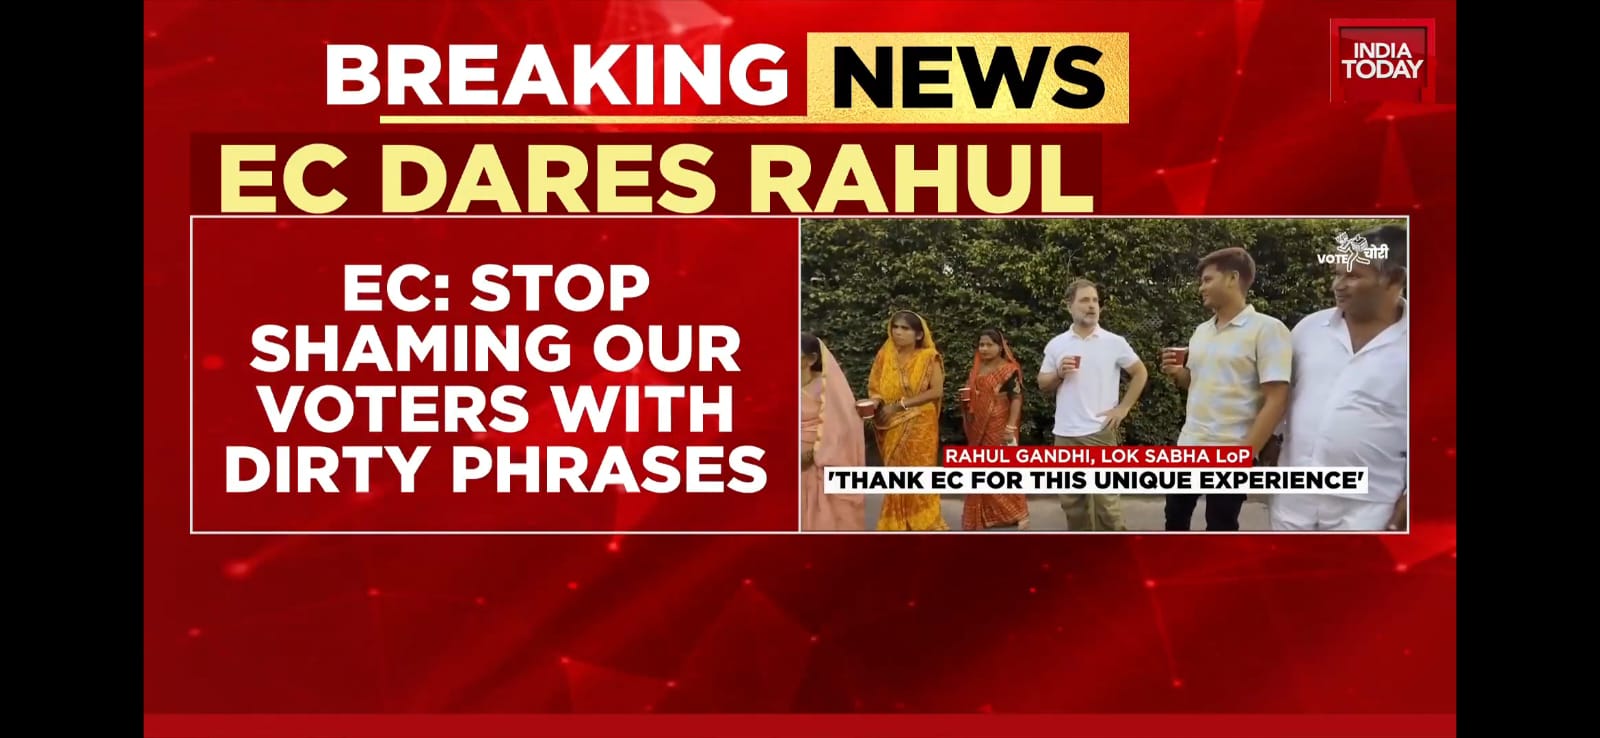 BREAKING NEWS
INDIA
TODAY
EC DARES RAHUL
EC: STOP
SHAMING OUR
VOTERS WITH
DIRTY PHRASES
VOTE चोरी
RAHUL GANDHI, LOK SABHA LoP
'THANK EC FOR THIS UNIQUE EXPERIENCE'